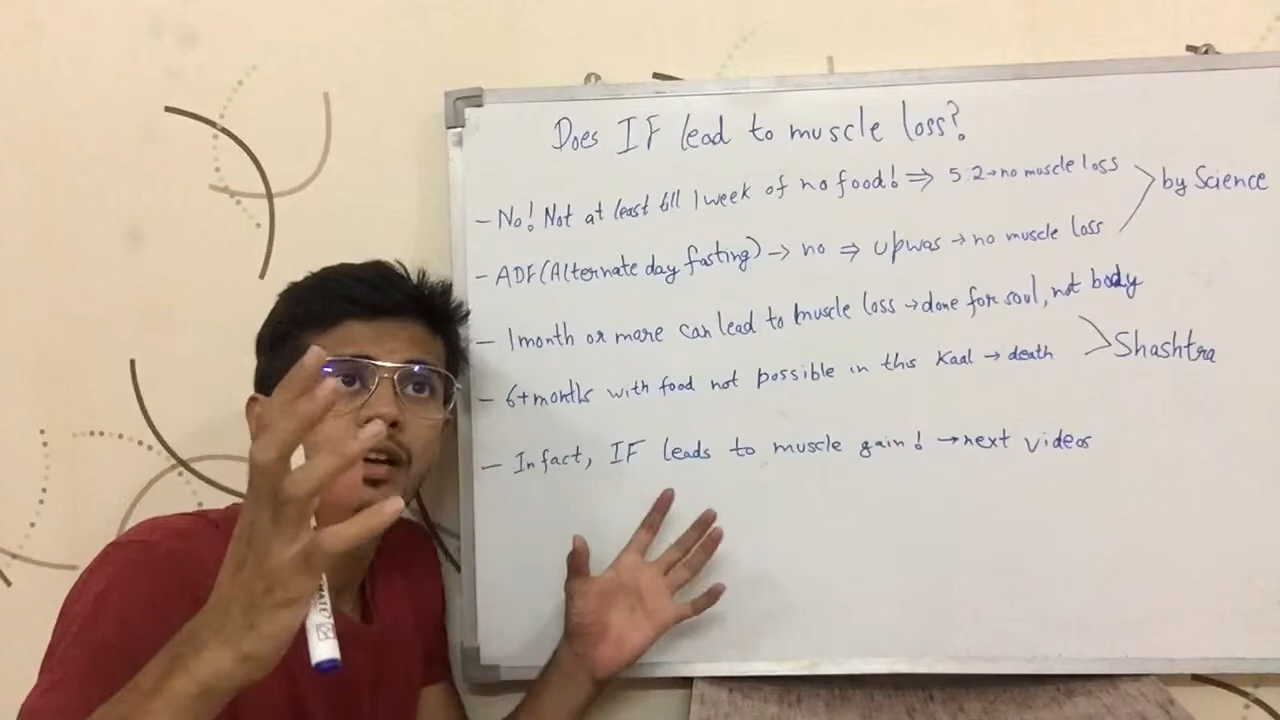 Does IF lead to muscle loss?
- No! Not at least till 1 week of no food! ⇒ 5:2 → no muscle loss
by Science
- ADF (Alternate day fasting) → no ⇒ upwas → no muscle loss
- 1 month or more can lead to muscle loss → done for soul, not body
Shashtra
- 6+ months with food not possible in this Kaal → death
- In fact, IF leads to muscle gain! → next videos